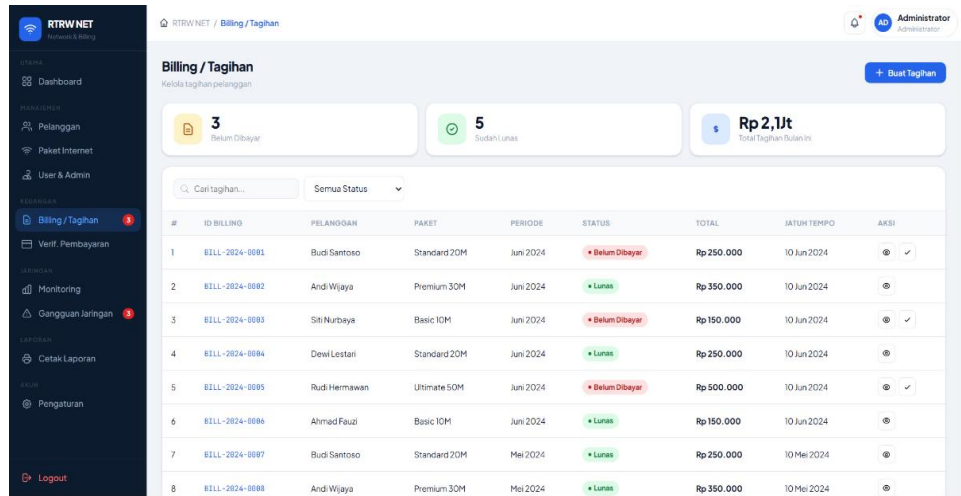 RTRW NET
Network & Billing
UTAMA
Dashboard
MANAJEMEN
Pelanggan
Paket Internet
User & Admin
KEUANGAN
Billing / Tagihan 3
Verif. Pembayaran
JARINGAN
Monitoring
Gangguan Jaringan 3
LAPORAN
Cetak Laporan
AKUN
Pengaturan
Logout
RTRW NET / Billing / Tagihan
AD Administrator
Administrator
Billing / Tagihan
Kelola tagihan pelanggan
+ Buat Tagihan
3
Belum Dibayar
5
Sudah Lunas
$ Rp 2,1Jt
Total Tagihan Bulan Ini
Cari tagihan... Semua Status
# ID BILLING PELANGGAN PAKET PERIODE STATUS TOTAL JATUH TEMPO AKSI
1 BILL-2024-0001 Budi Santoso Standard 20M Juni 2024 • Belum Dibayar Rp 250.000 10 Jun 2024
2 BILL-2024-0002 Andi Wijaya Premium 30M Juni 2024 • Lunas Rp 350.000 10 Jun 2024
3 BILL-2024-0003 Siti Nurbaya Basic 10M Juni 2024 • Belum Dibayar Rp 150.000 10 Jun 2024
4 BILL-2024-0004 Dewi Lestari Standard 20M Juni 2024 • Lunas Rp 250.000 10 Jun 2024
5 BILL-2024-0005 Rudi Hermawan Ultimate 50M Juni 2024 • Belum Dibayar Rp 500.000 10 Jun 2024
6 BILL-2024-0006 Ahmad Fauzi Basic 10M Juni 2024 • Lunas Rp 150.000 10 Jun 2024
7 BILL-2024-0007 Budi Santoso Standard 20M Mei 2024 • Lunas Rp 250.000 10 Mei 2024
8 BILL-2024-0008 Andi Wijaya Premium 30M Mei 2024 • Lunas Rp 350.000 10 Mei 2024